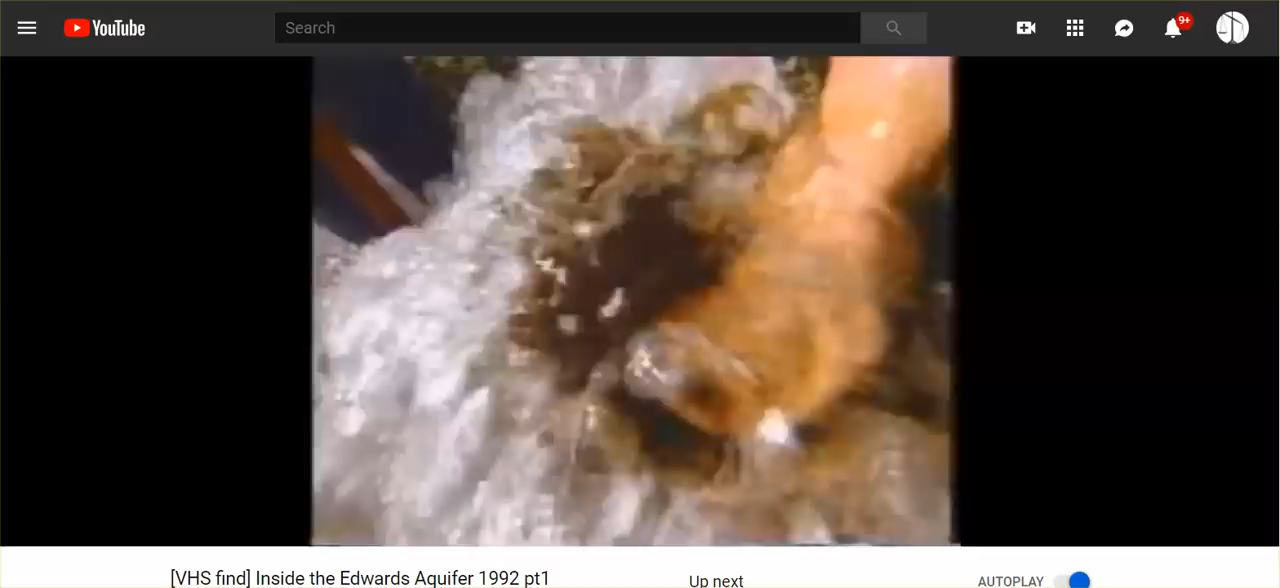 YouTube
Search
9+
[VHS find] Inside the Edwards Aquifer 1992 pt1
Up next
AUTOPLAY